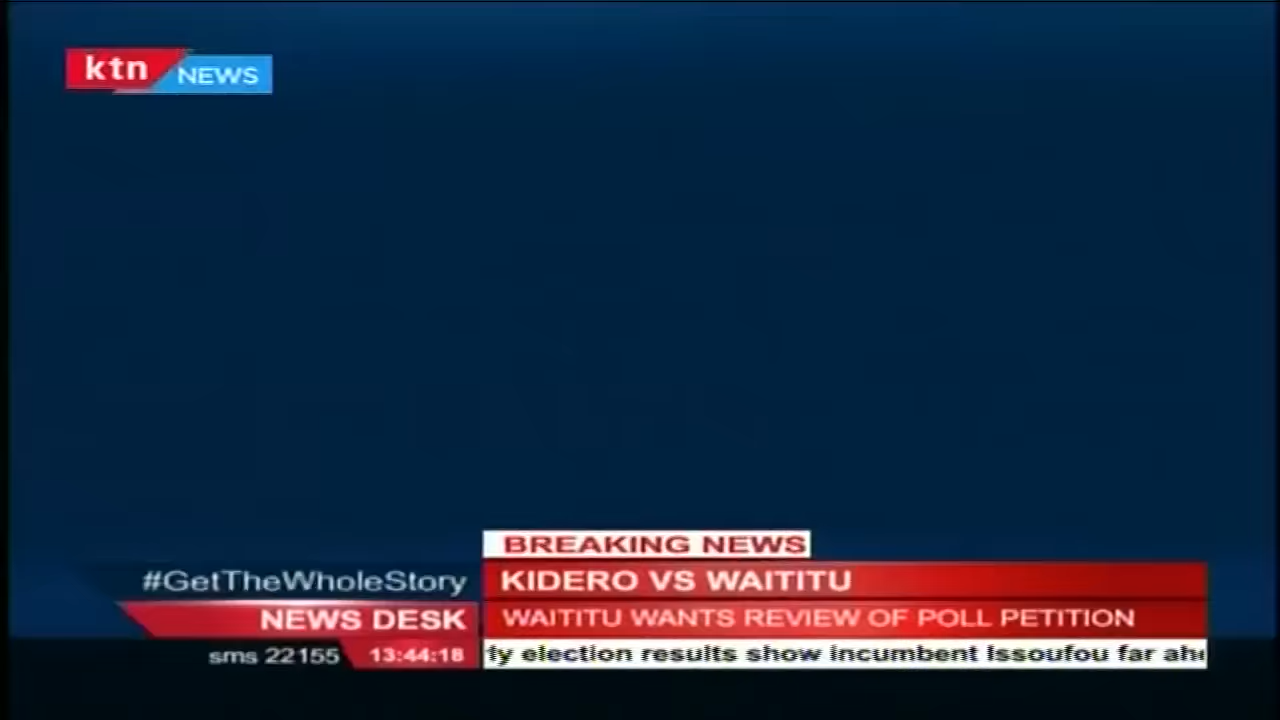 ktn NEWS
BREAKING NEWS
#GetTheWholeStory
KIDERO VS WAITITU
NEWS DESK
WAITITU WANTS REVIEW OF POLL PETITION
sms 22155
13:44:18
election results show incumbent Issoufou far